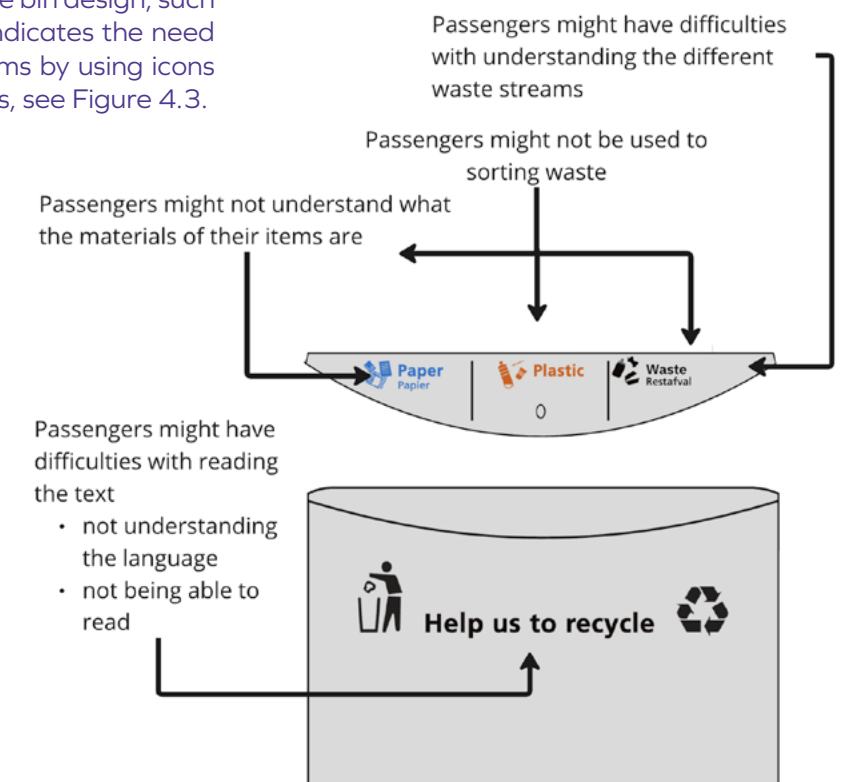 e bin design, such
ndicates the need
ms by using icons
s, see Figure 4.3.
Passengers might have difficulties
with understanding the different
waste streams
Passengers might not be used to
sorting waste
Passengers might not understand what
the materials of their items are
Paper
Papier
Plastic
Waste
Restafval
Passengers might have
difficulties with reading
the text
• not understanding
the language
• not being able to
read
Help us to recycle